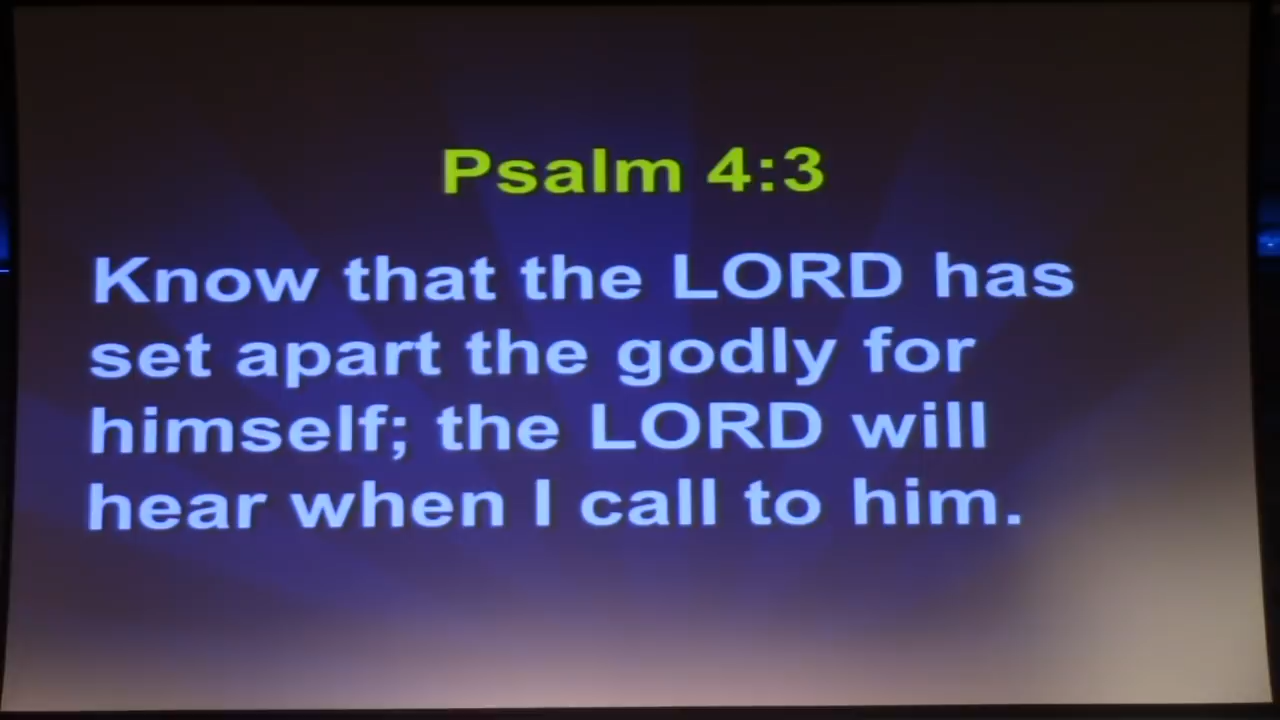 Psalm 4:3
Know that the LORD has
set apart the godly for
himself; the LORD will
hear when I call to him.